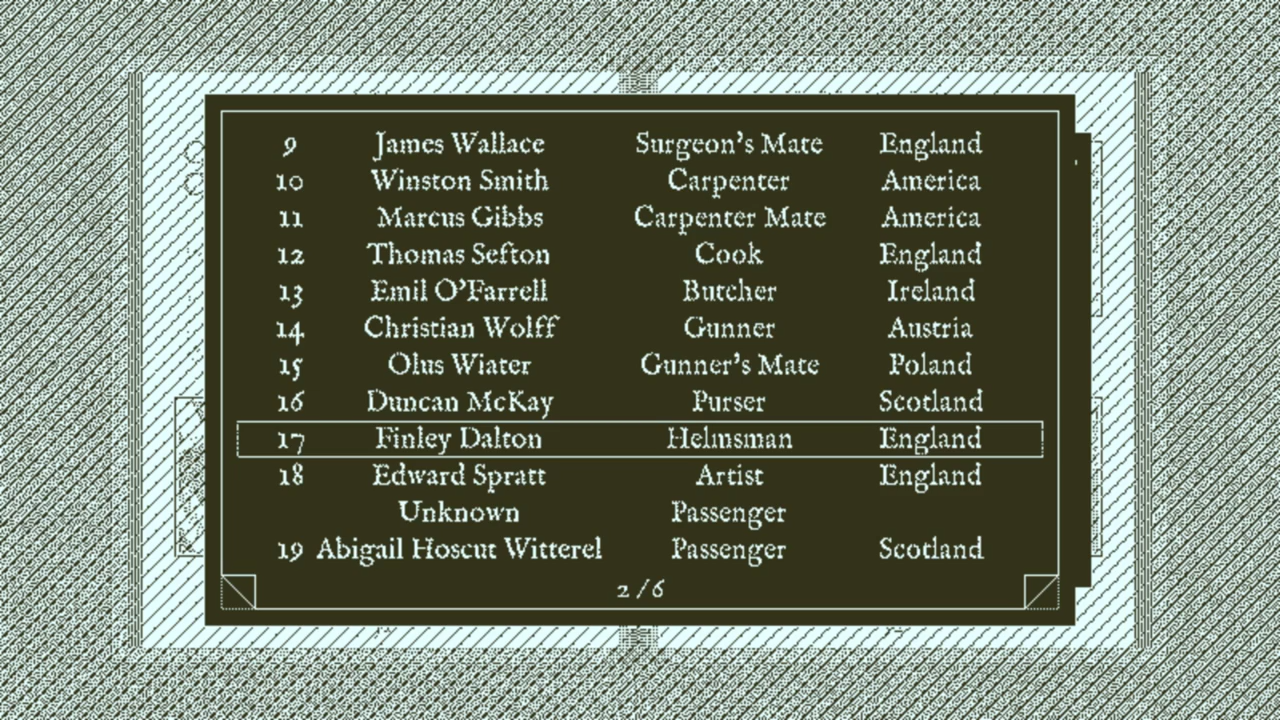 9 James Wallace Surgeon's Mate England
10 Winston Smith Carpenter America
11 Marcus Gibbs Carpenter Mate America
12 Thomas Sefton Cook England
13 Emil O'Farrell Butcher Ireland
14 Christian Wolff Gunner Austria
15 Olus Wiater Gunner's Mate Poland
16 Duncan McKay Purser Scotland
17 Finley Dalton Helmsman England
18 Edward Spratt Artist England
Unknown Passenger
19 Abigail Hoscut Witterel Passenger Scotland
2/6